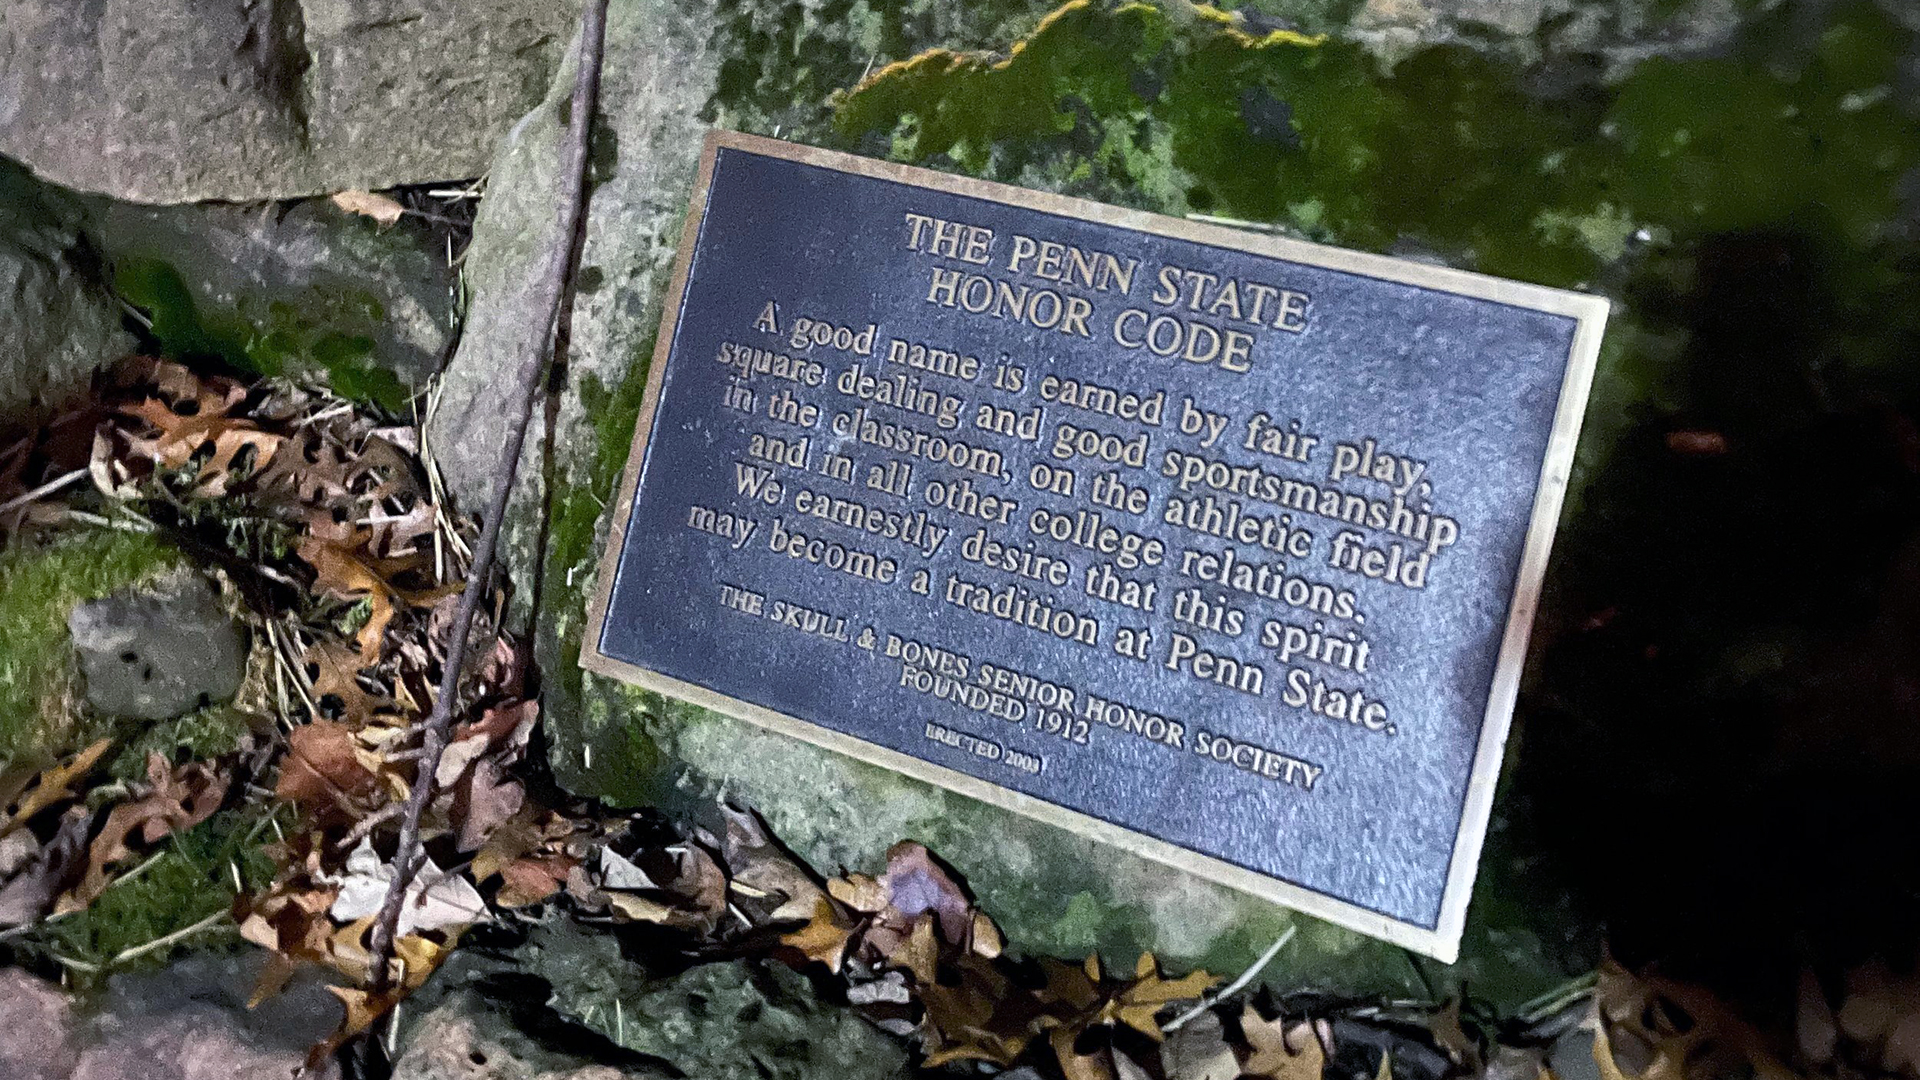 THE PENN STATE
HONOR CODE
A good name is earned by fair play,
square dealing and good sportsmanship
in the classroom, on the athletic field
and in all other college relations.
We earnestly desire that this spirit
may become a tradition at Penn State.
THE SKULL & BONES SENIOR HONOR SOCIETY
FOUNDED 1912
ERECTED 2003